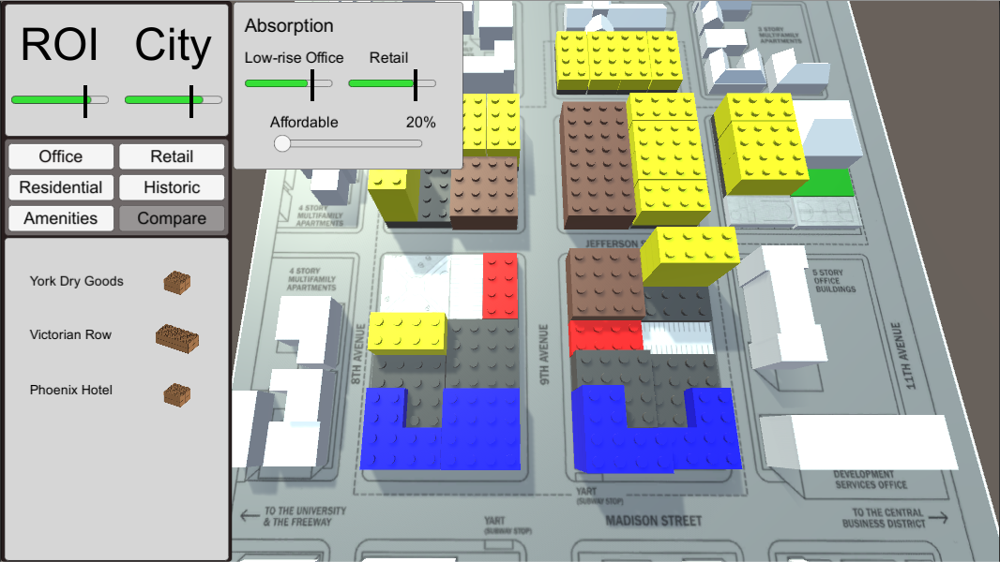 ROI City
Absorption
Low-rise Office Retail
Affordable 20%
Office Retail
Residential Historic
Amenities Compare
York Dry Goods
Victorian Row
Phoenix Hotel
3 STORY
MULTIFAMILY
APARTMENTS
4 STORY
MULTIFAMILY
APARTMENTS
JEFFERSON
4 STORY
MULTIFAMILY
APARTMENTS
5 STORY
OFFICE
BUILDINGS
8TH AVENUE
9TH AVENUE
11TH AVENUE
DEVELOPMENT
SERVICES OFFICE
YART
(SUBWAY STOP)
MADISON STREET
← TO THE UNIVERSITY
& THE FREEWAY
YART
(SUBWAY STOP)
TO THE CENTRAL
BUSINESS DISTRICT →